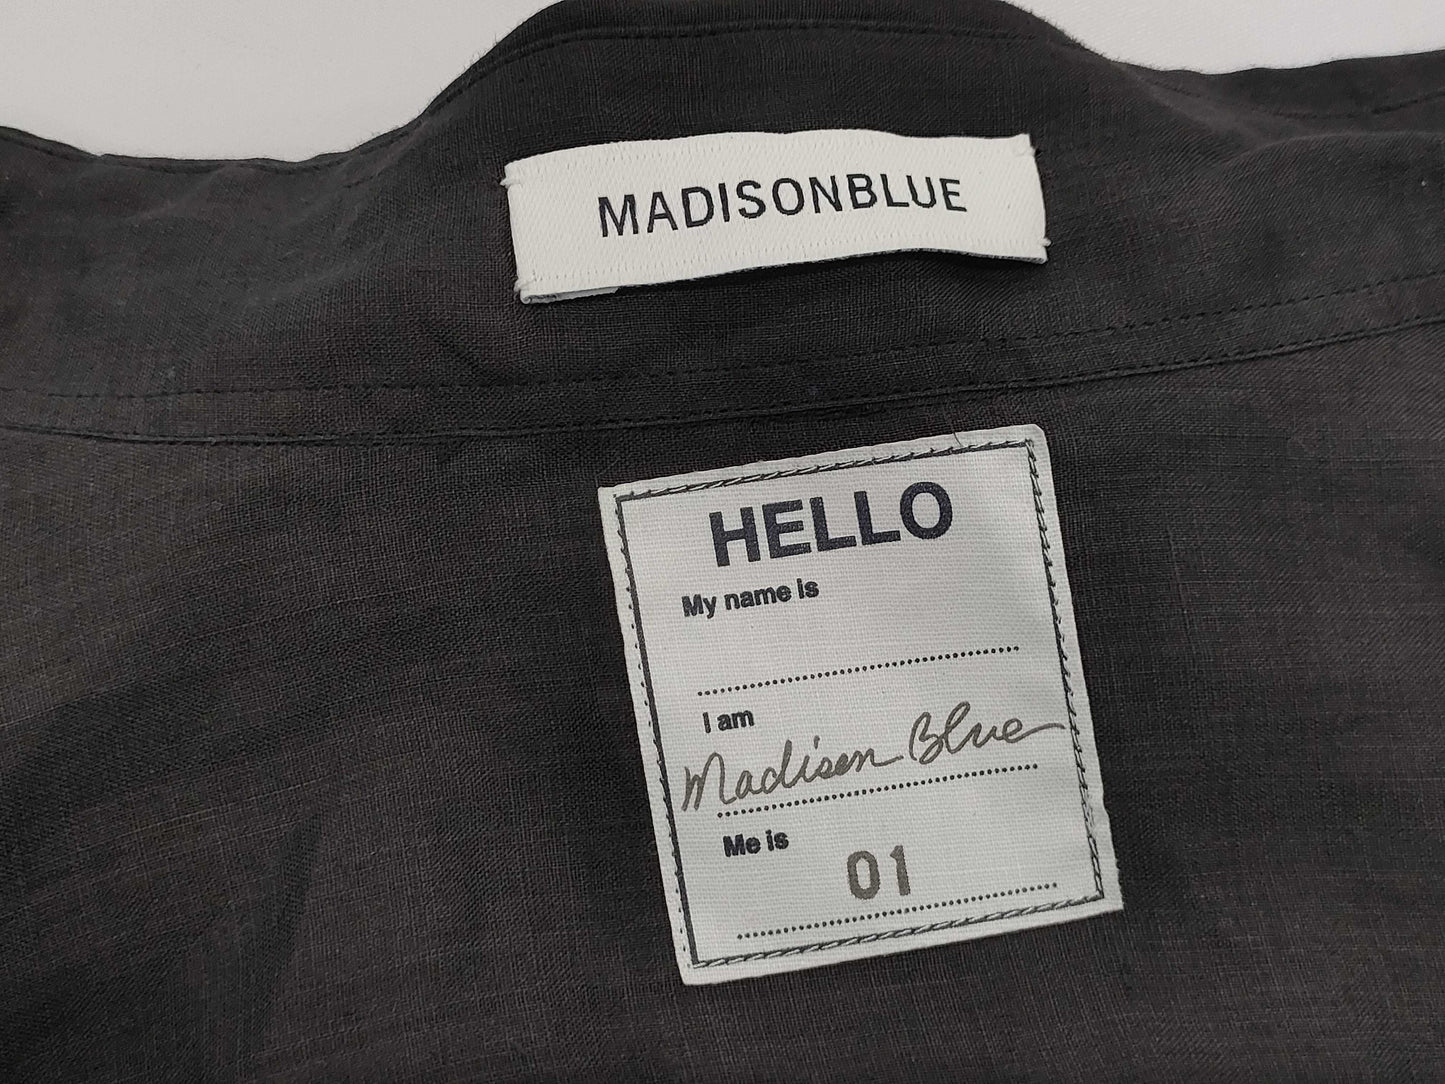 MADISONBLUE
HELLO
My name is
I am
Madison Blue
Me is
01